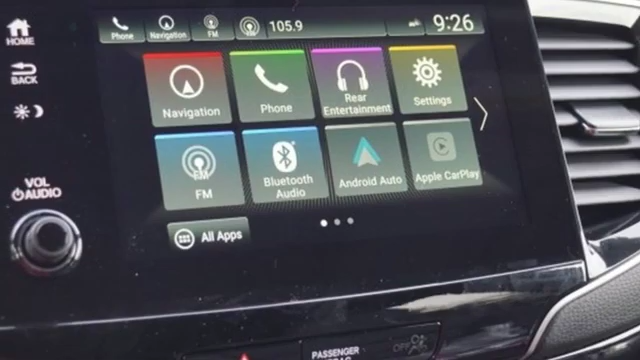 HOME
Phone
Navigation
FM
105.9
9:26
BACK
Navigation
Phone
Rear
Entertainment
Settings
VOL
AUDIO
FM
Bluetooth
Audio
Android Auto
Apple CarPlay
All Apps
PASSENGER
OFF